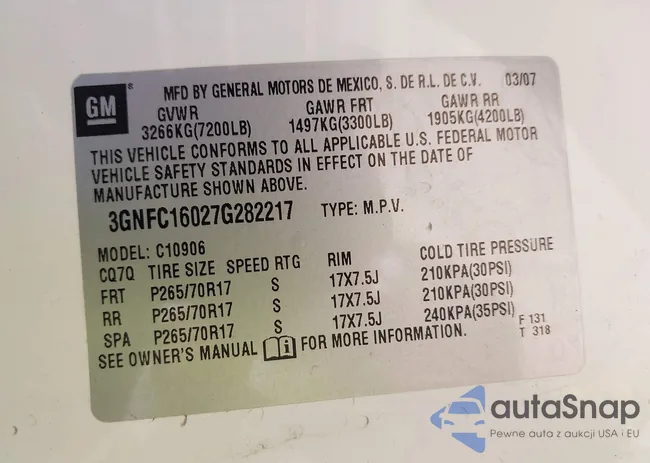 GM
MFD BY GENERAL MOTORS DE MEXICO, S. DE R.L. DE C.V. 03/07
GVWR GAWR FRT GAWR RR
3266KG(7200LB) 1497KG(3300LB) 1905KG(4200LB)
THIS VEHICLE CONFORMS TO ALL APPLICABLE U.S. FEDERAL MOTOR
VEHICLE SAFETY STANDARDS IN EFFECT ON THE DATE OF
MANUFACTURE SHOWN ABOVE.
3GNFC16027G282217 TYPE: M.P.V.
MODEL: C10906
CQ7Q TIRE SIZE SPEED RTG RIM COLD TIRE PRESSURE
FRT P265/70R17 S 17X7.5J 210KPA(30PSI)
RR P265/70R17 S 17X7.5J 210KPA(30PSI)
SPA P265/70R17 S 17X7.5J 240KPA(35PSI)
SEE OWNER'S MANUAL i FOR MORE INFORMATION.
F 131
T 318
autaSnap
Pewne auta z aukcji USA i EU